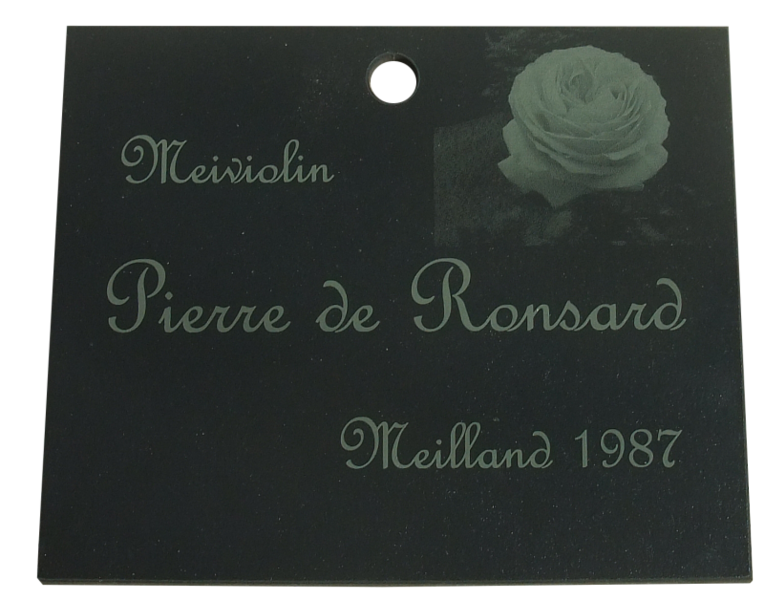 Meiviolin
Pierre de Ronsard
Meilland 1987